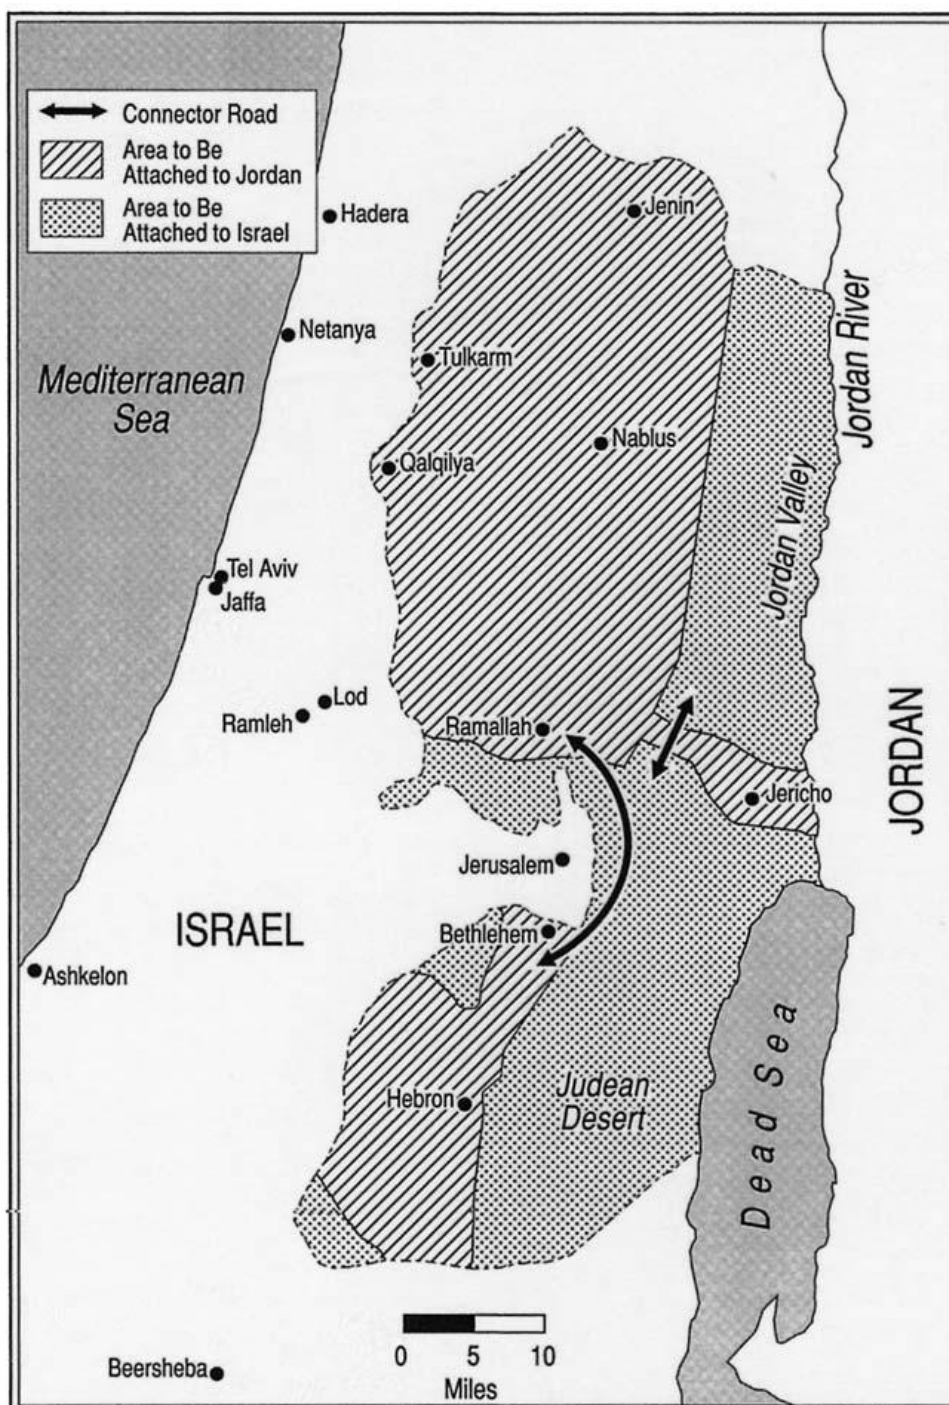 Connector Road
Area to Be
Attached to Jordan
Area to Be
Attached to Israel
Hadera
Jenin
Netanya
Mediterranean
Sea
Tulkarm
Jordan River
Nablus
Qalqilya
Jordan Valley
Tel Aviv
Jaffa
Lod
Ramleh
Ramallah
JORDAN
Jericho
Jerusalem
ISRAEL
Bethlehem
Ashkelon
Judean
Desert
Hebron
Dead Sea
0 5 10
Miles
Beersheba